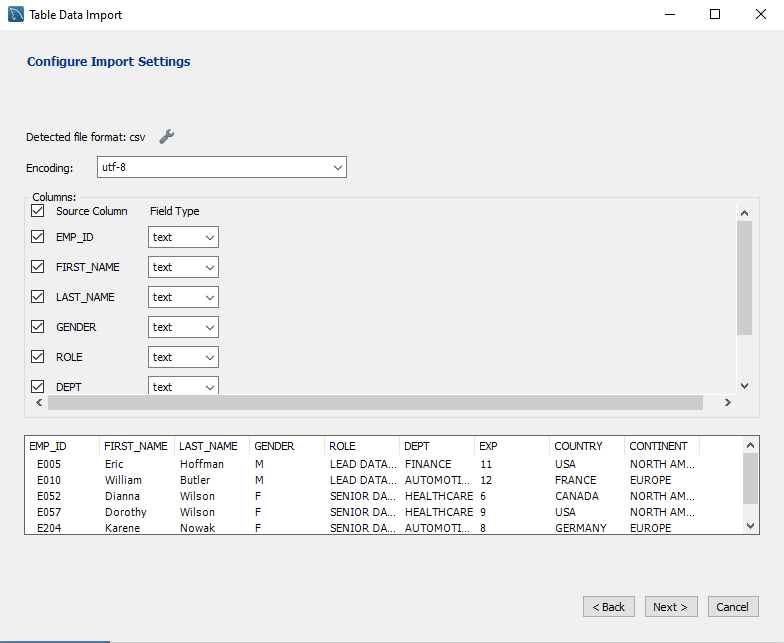 Table Data Import
Configure Import Settings
Detected file format: csv
Encoding: utf-8
Columns:
Source Column Field Type
EMP_ID text
FIRST_NAME text
LAST_NAME text
GENDER text
ROLE text
DEPT text
EMP_ID FIRST_NAME LAST_NAME GENDER ROLE DEPT EXP COUNTRY CONTINENT
E005 Eric Hoffman M LEAD DATA... FINANCE 11 USA NORTH AM...
E010 William Butler M LEAD DATA... AUTOMOTI... 12 FRANCE EUROPE
E052 Dianna Wilson F SENIOR DA... HEALTHCARE 6 CANADA NORTH AM...
E057 Dorothy Wilson F SENIOR DA... HEALTHCARE 9 USA NORTH AM...
E204 Karene Nowak F SENIOR DA... AUTOMOTI... 8 GERMANY EUROPE
< Back Next > Cancel